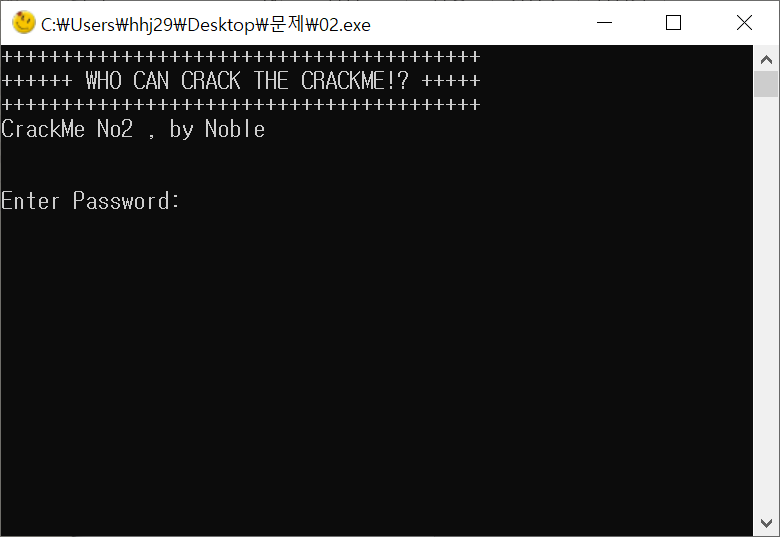 C:₩Users₩hhj29₩Desktop₩문제₩02.exe
++++++++++++++++++++++++++++++++++++++++
++++++ WHO CAN CRACK THE CRACKME!? +++++
++++++++++++++++++++++++++++++++++++++++
CrackMe No2 , by Noble
Enter Password: